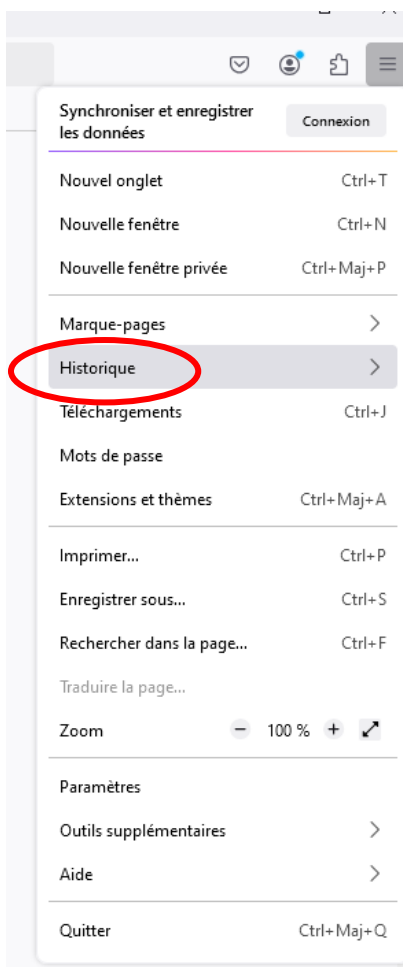 Synchroniser et enregistrer
les données
Connexion
Nouvel onglet Ctrl+T
Nouvelle fenêtre Ctrl+N
Nouvelle fenêtre privée Ctrl+Maj+P
Marque-pages
Historique
Téléchargements Ctrl+J
Mots de passe
Extensions et thèmes Ctrl+Maj+A
Imprimer... Ctrl+P
Enregistrer sous... Ctrl+S
Rechercher dans la page... Ctrl+F
Traduire la page...
Zoom − 100 % +
Paramètres
Outils supplémentaires
Aide
Quitter Ctrl+Maj+Q